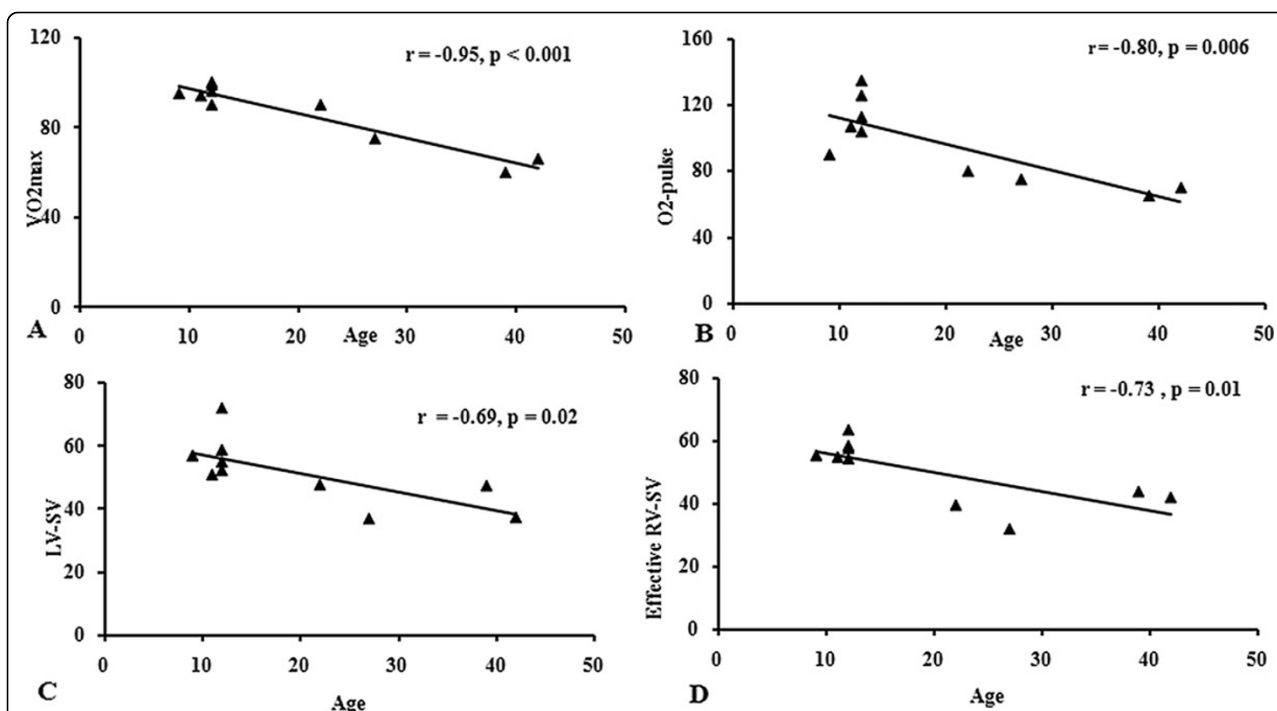 120
80
40
0
VO2max
r = -0.95, p < 0.001
0 10 20 30 40 50
Age
A
160
120
80
40
0
O2-pulse
r= -0.80, p = 0.006
0 10 20 30 40 50
Age
B
80
60
40
20
0
LV-SV
r = -0.69, p = 0.02
0 10 20 30 40 50
Age
C
80
60
40
20
0
Effective RV-SV
r= -0.73 , p = 0.01
0 10 20 30 40 50
Age
D